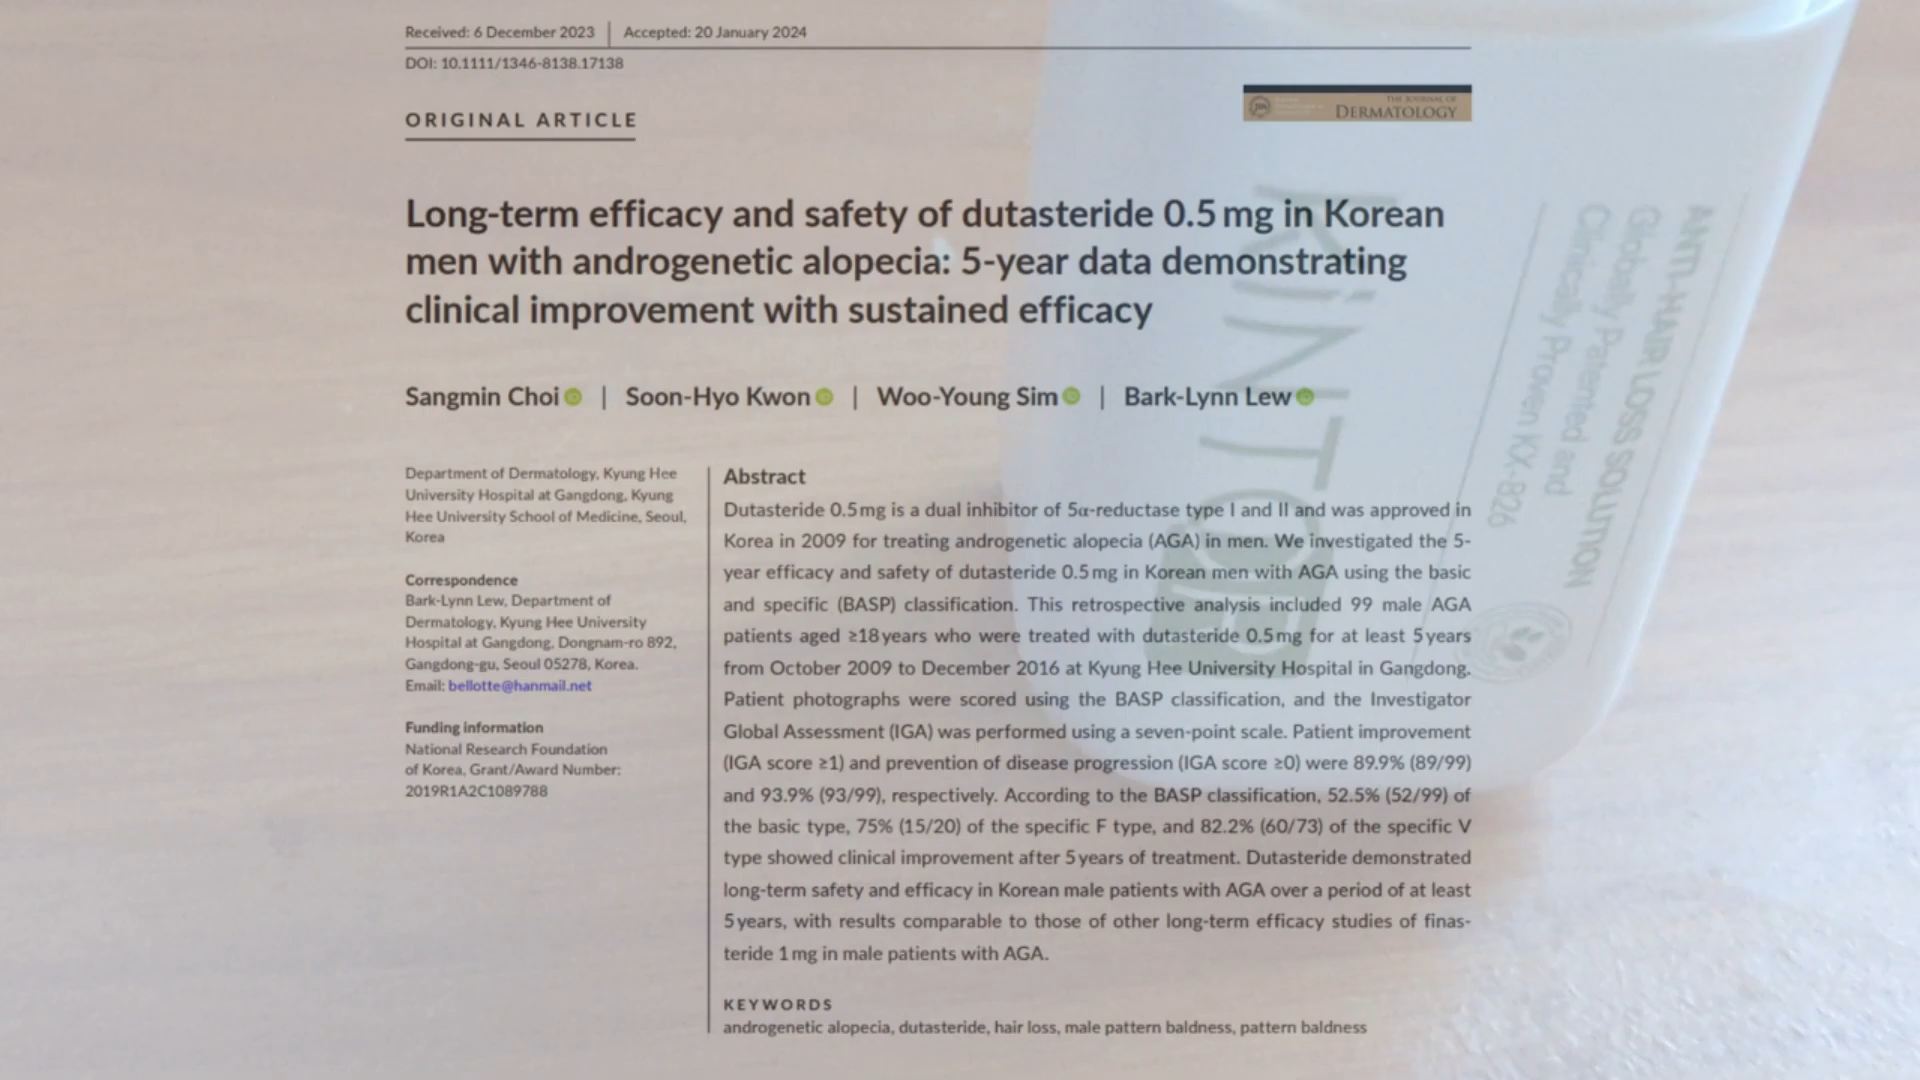 Received: 6 December 2023 | Accepted: 20 January 2024
DOI: 10.1111/1346-8138.17138
ORIGINAL ARTICLE
THE JOURNAL OF
DERMATOLOGY
Long-term efficacy and safety of dutasteride 0.5 mg in Korean
men with androgenetic alopecia: 5-year data demonstrating
clinical improvement with sustained efficacy
Sangmin Choi | Soon-Hyo Kwon | Woo-Young Sim | Bark-Lynn Lew
Department of Dermatology, Kyung Hee
University Hospital at Gangdong, Kyung
Hee University School of Medicine, Seoul,
Korea
Correspondence
Bark-Lynn Lew, Department of
Dermatology, Kyung Hee University
Hospital at Gangdong, Dongnam-ro 892,
Gangdong-gu, Seoul 05278, Korea.
Email: bellotte@hanmail.net
Funding information
National Research Foundation
of Korea, Grant/Award Number:
2019R1A2C1089788
Abstract
Dutasteride 0.5 mg is a dual inhibitor of 5α-reductase type I and II and was approved in
Korea in 2009 for treating androgenetic alopecia (AGA) in men. We investigated the 5-
year efficacy and safety of dutasteride 0.5 mg in Korean men with AGA using the basic
and specific (BASP) classification. This retrospective analysis included 99 male AGA
patients aged ≥18 years who were treated with dutasteride 0.5 mg for at least 5 years
from October 2009 to December 2016 at Kyung Hee University Hospital in Gangdong.
Patient photographs were scored using the BASP classification, and the Investigator
Global Assessment (IGA) was performed using a seven-point scale. Patient improvement
(IGA score ≥1) and prevention of disease progression (IGA score ≥0) were 89.9% (89/99)
and 93.9% (93/99), respectively. According to the BASP classification, 52.5% (52/99) of
the basic type, 75% (15/20) of the specific F type, and 82.2% (60/73) of the specific V
type showed clinical improvement after 5 years of treatment. Dutasteride demonstrated
long-term safety and efficacy in Korean male patients with AGA over a period of at least
5 years, with results comparable to those of other long-term efficacy studies of finas-
teride 1 mg in male patients with AGA.
KEYWORDS
androgenetic alopecia, dutasteride, hair loss, male pattern baldness, pattern baldness
KiNTOR
ANTI-HAIR LOSS SOLUTION
Globally Patented and
Clinically Proven KX-826